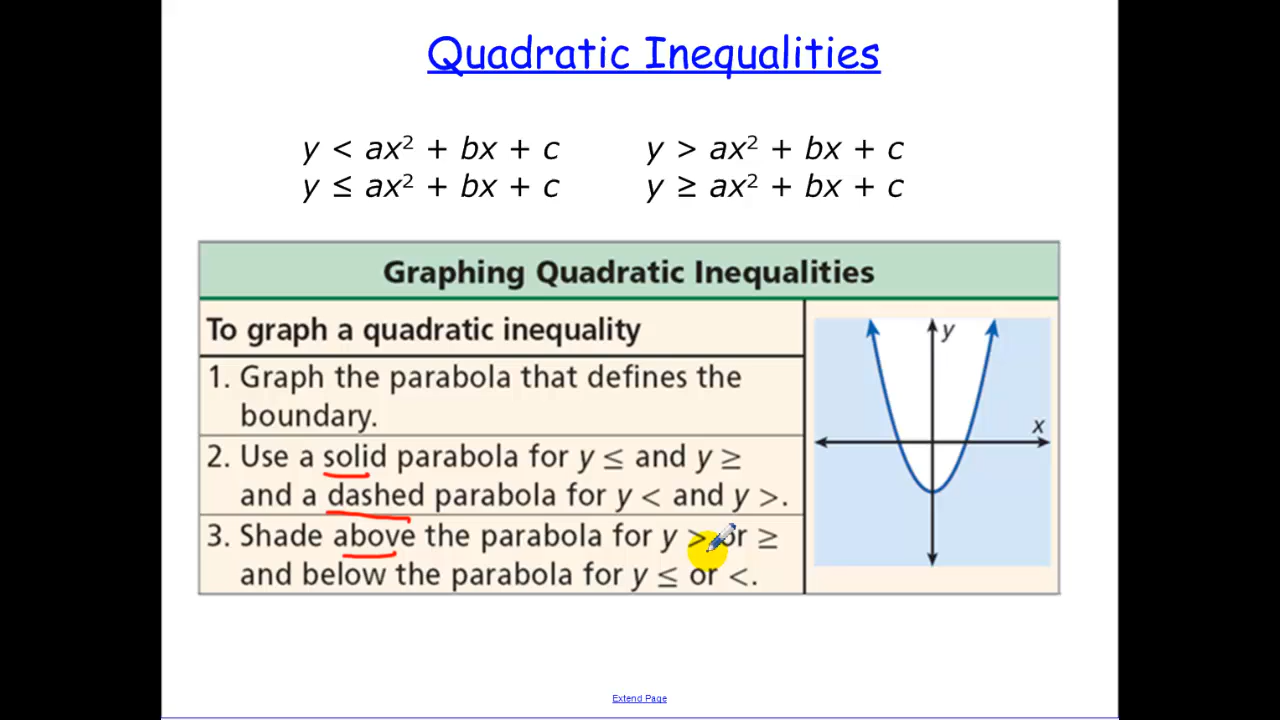 Quadratic Inequalities
y < ax² + bx + c y > ax² + bx + c
y ≤ ax² + bx + c y ≥ ax² + bx + c
Graphing Quadratic Inequalities
To graph a quadratic inequality
1. Graph the parabola that defines the
boundary.
2. Use a solid parabola for y ≤ and y ≥
and a dashed parabola for y < and y >.
3. Shade above the parabola for y > or ≥
and below the parabola for y ≤ or <.
y
x
Extend Page